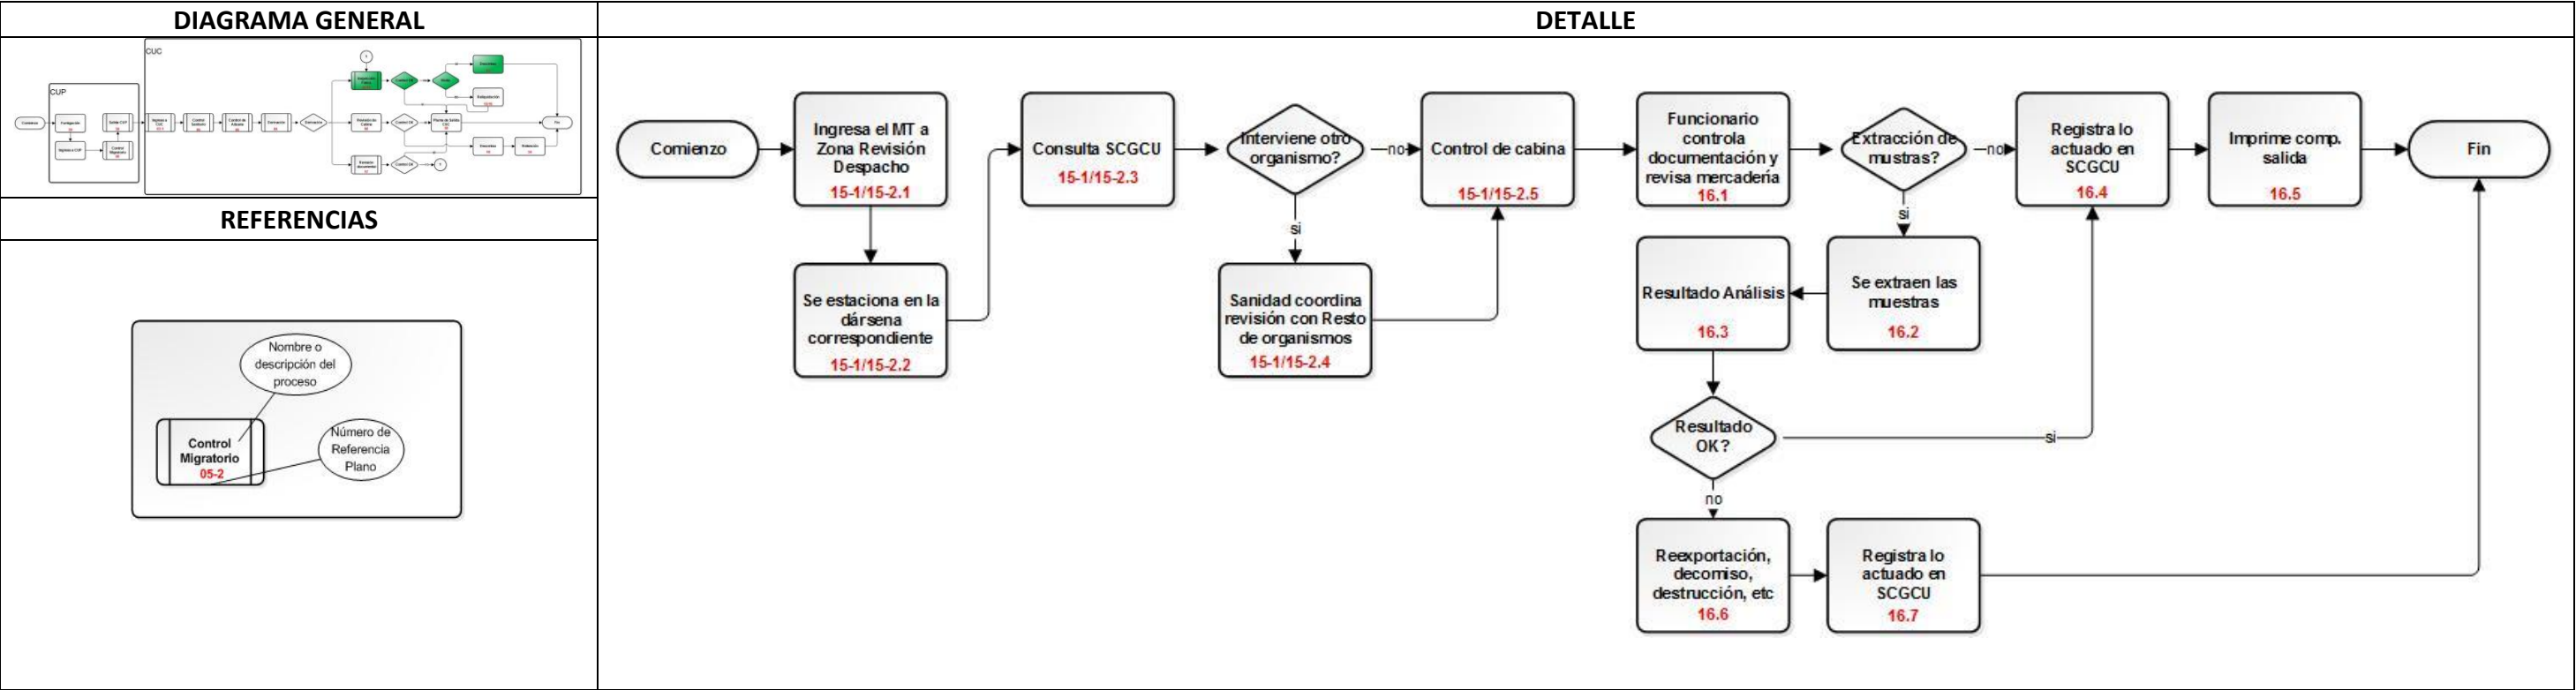 DIAGRAMA GENERAL
CUC
CUP
Fin
REFERENCIAS
Nombre o
descripción del
proceso
Control
Migratorio
05-2
Número de
Referencia
Plano
DETALLE
Comienzo
Ingresa el MT a
Zona Revisión
Despacho
15-1/15-2.1
Se estaciona en la
dársena
correspondiente
15-1/15-2.2
Consulta SCGCU
15-1/15-2.3
Interviene otro
organismo?
no
si
Sanidad coordina
revisión con Resto
de organismos
15-1/15-2.4
Control de cabina
15-1/15-2.5
Funcionario
controla
documentación y
revisa mercadería
16.1
Extracción de
mustras?
no
si
Se extraen las
muestras
16.2
Resultado Análisis
16.3
Resultado
OK?
si
no
Registra lo
actuado en
SCGCU
16.4
Imprime comp.
salida
16.5
Fin
Reexportación,
decomiso,
destrucción, etc
16.6
Registra lo
actuado en
SCGCU
16.7